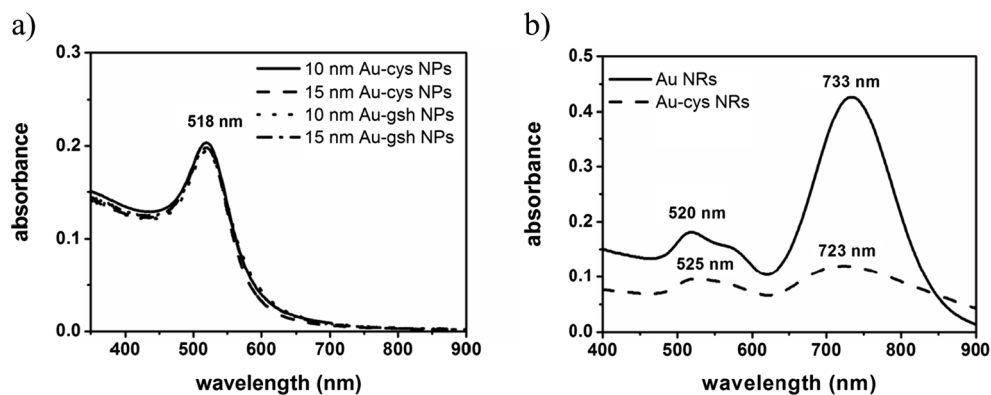 a)
0.3
0.2
0.1
0.0
absorbance
518 nm
10 nm Au-cys NPs
15 nm Au-cys NPs
10 nm Au-gsh NPs
15 nm Au-gsh NPs
400 500 600 700 800 900
wavelength (nm)
b)
0.5
0.4
0.3
0.2
0.1
0.0
absorbance
Au NRs
Au-cys NRs
733 nm
520 nm
525 nm
723 nm
400 500 600 700 800 900
wavelength (nm)